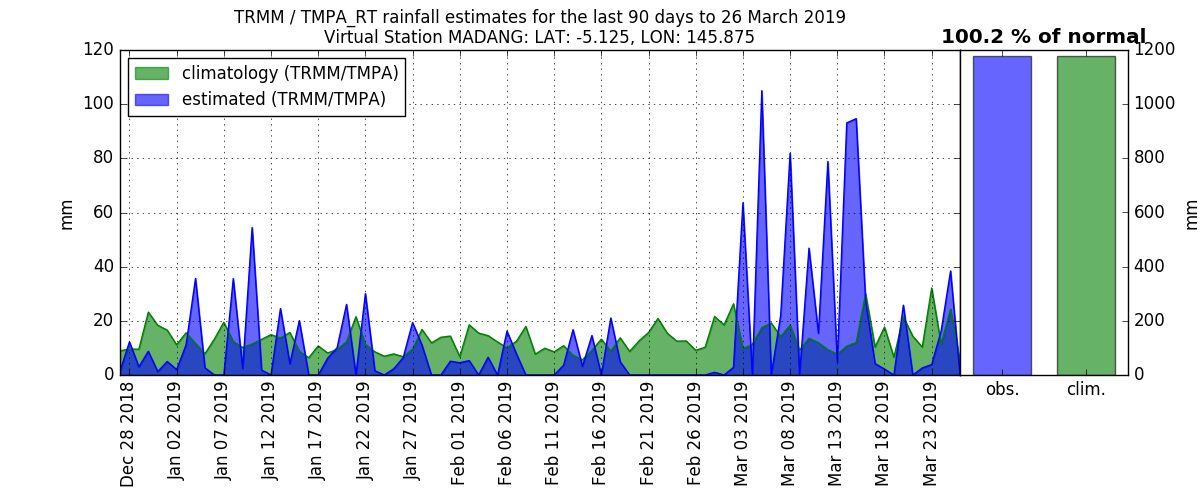 TRMM / TMPA_RT rainfall estimates for the last 90 days to 26 March 2019
Virtual Station MADANG: LAT: -5.125, LON: 145.875
100.2 % of normal
climatology (TRMM/TMPA)
estimated (TRMM/TMPA)
mm
120
100
80
60
40
20
0
Dec 28 2018
Jan 02 2019
Jan 07 2019
Jan 12 2019
Jan 17 2019
Jan 22 2019
Jan 27 2019
Feb 01 2019
Feb 06 2019
Feb 11 2019
Feb 16 2019
Feb 21 2019
Feb 26 2019
Mar 03 2019
Mar 08 2019
Mar 13 2019
Mar 18 2019
Mar 23 2019
obs.
clim.
1200
1000
800
600
400
200
0
mm